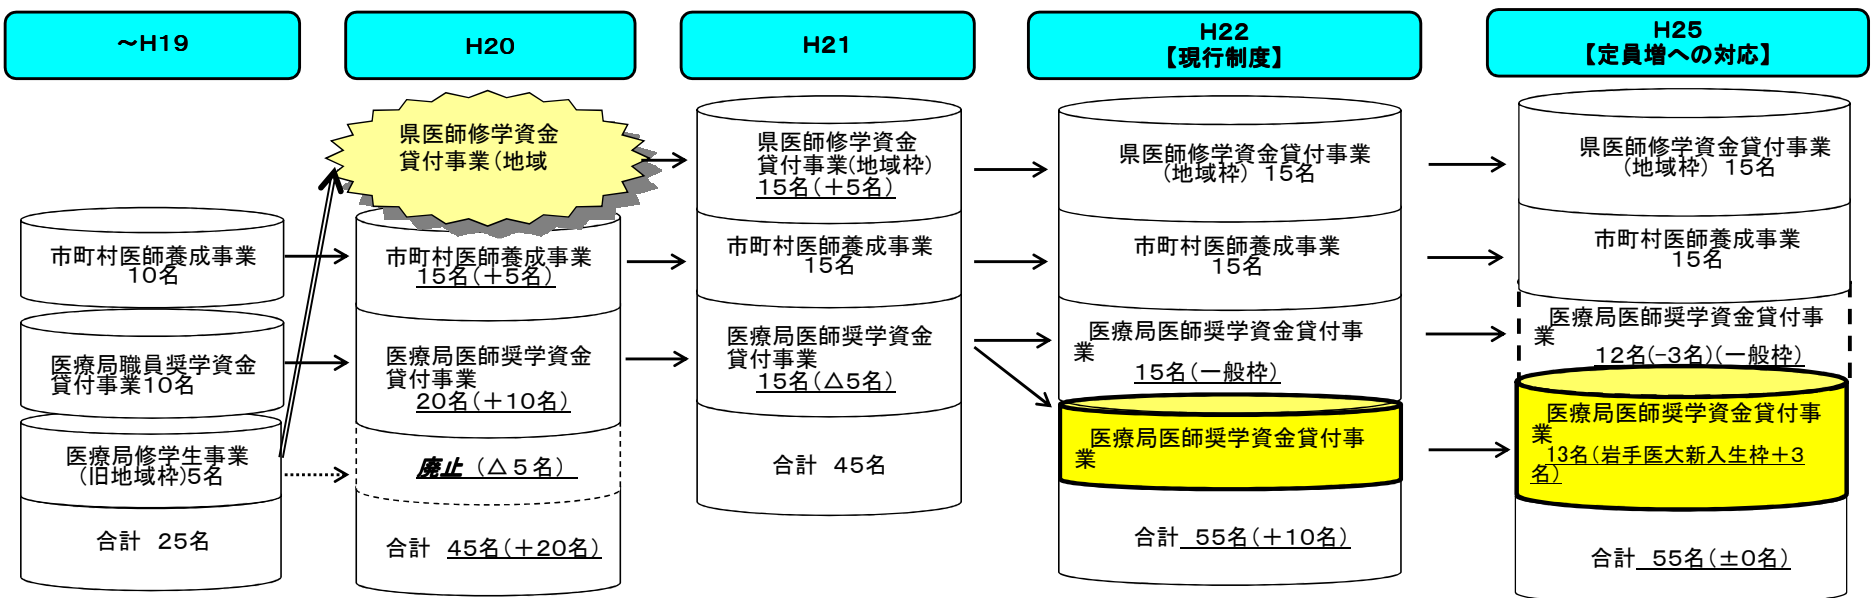 ～H19
H20
H21
H22
【現行制度】
H25
【定員増への対応】
市町村医師養成事業
10名
医療局職員奨学資金
貸付事業10名
医療局修学生事業
(旧地域枠)5名
合計 25名
県医師修学資金
貸付事業(地域
市町村医師養成事業
15名(＋5名)
医療局医師奨学資金
貸付事業
20名(＋10名)
廃止 (△５名)
合計 45名(＋20名)
県医師修学資金
貸付事業(地域枠)
15名(＋5名)
市町村医師養成事業
15名
医療局医師奨学資金
貸付事業
15名(△5名)
合計 45名
県医師修学資金貸付事業
(地域枠) 15名
市町村医師養成事業
15名
医療局医師奨学資金貸付事
業
15名(一般枠)
医療局医師奨学資金貸付事
業
合計 55名(＋10名)
県医師修学資金貸付事業
(地域枠) 15名
市町村医師養成事業
15名
医療局医師奨学資金貸付事
業
12名(-3名)(一般枠)
医療局医師奨学資金貸付事
業
13名(岩手医大新入生枠＋3
名)
合計 55名(±0名)